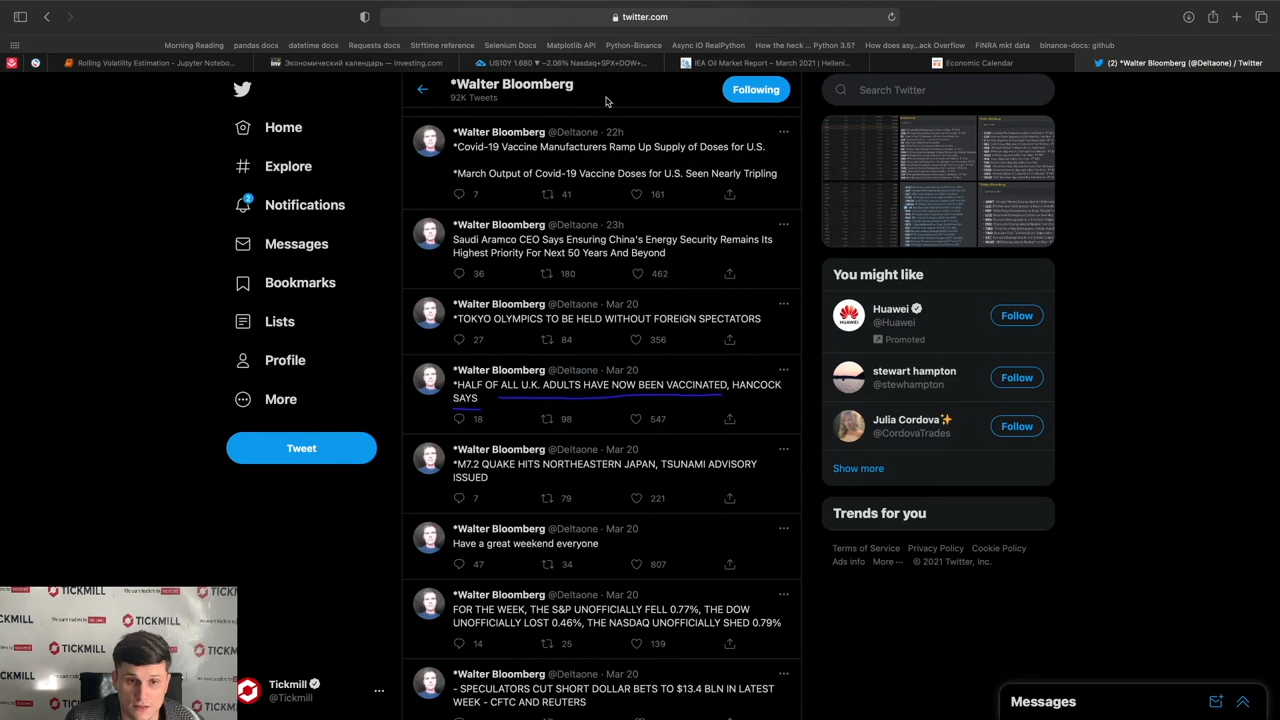 twitter.com
Morning Reading
pandas docs
datetime docs
Requests docs
Strftime reference
Selenium Docs
Matplotlib API
Python-Binance
Async IO RealPython
How the heck ... Python 3.5?
How does asy...ack Overflow
FINRA mkt data
binance-docs: github
Rolling Volatility Estimation - Jupyter Notebo...
Экономический календарь — Investing.com
US10Y 1.680 ▼ −2.06% Nasdaq+SPX+DOW+...
IEA Oil Market Report – March 2021 | Helleni...
Economic Calendar
(2) *Walter Bloomberg (@Deltaone) / Twitter
Home
Explore
2
Notifications
Messages
Bookmarks
Lists
Profile
More
Tweet
*Walter Bloomberg
92K Tweets
Following
*Walter Bloomberg @Deltaone · 22h
*Covid-19 Vaccine Manufacturers Ramp Up Supply of Doses for U.S.
*March Output of Covid-19 Vaccine Doses for U.S. Seen Nearly Tripling
41
161
*Walter Bloomberg @Deltaone · 23h
Saudi Aramco CEO Says Ensuring China's Energy Security Remains Its
Highest Priority For Next 50 Years And Beyond
36 180 462
*Walter Bloomberg @Deltaone · Mar 20
*TOKYO OLYMPICS TO BE HELD WITHOUT FOREIGN SPECTATORS
27 84 356
*Walter Bloomberg @Deltaone · Mar 20
*HALF OF ALL U.K. ADULTS HAVE NOW BEEN VACCINATED, HANCOCK
SAYS
18 98 547
*Walter Bloomberg @Deltaone · Mar 20
*M7.2 QUAKE HITS NORTHEASTERN JAPAN, TSUNAMI ADVISORY
ISSUED
7 79 221
*Walter Bloomberg @Deltaone · Mar 20
Have a great weekend everyone
47 34 807
*Walter Bloomberg @Deltaone · Mar 20
FOR THE WEEK, THE S&P UNOFFICIALLY FELL 0.77%, THE DOW
UNOFFICIALLY LOST 0.46%, THE NASDAQ UNOFFICIALLY SHED 0.79%
14 25 139
*Walter Bloomberg @Deltaone · Mar 20
- SPECULATORS CUT SHORT DOLLAR BETS TO $13.4 BLN IN LATEST
WEEK - CFTC AND REUTERS
Search Twitter
You might like
Huawei
@Huawei
Follow
Promoted
stewart hampton
@stewhampton
Follow
Julia Cordova✨
@CordovaTrades
Follow
Show more
Trends for you
Terms of Service Privacy Policy Cookie Policy
Ads info More ··· © 2021 Twitter, Inc.
TICKMILL
TICKMILL
TICKMILL
Tickmill
@Tickmill
Messages